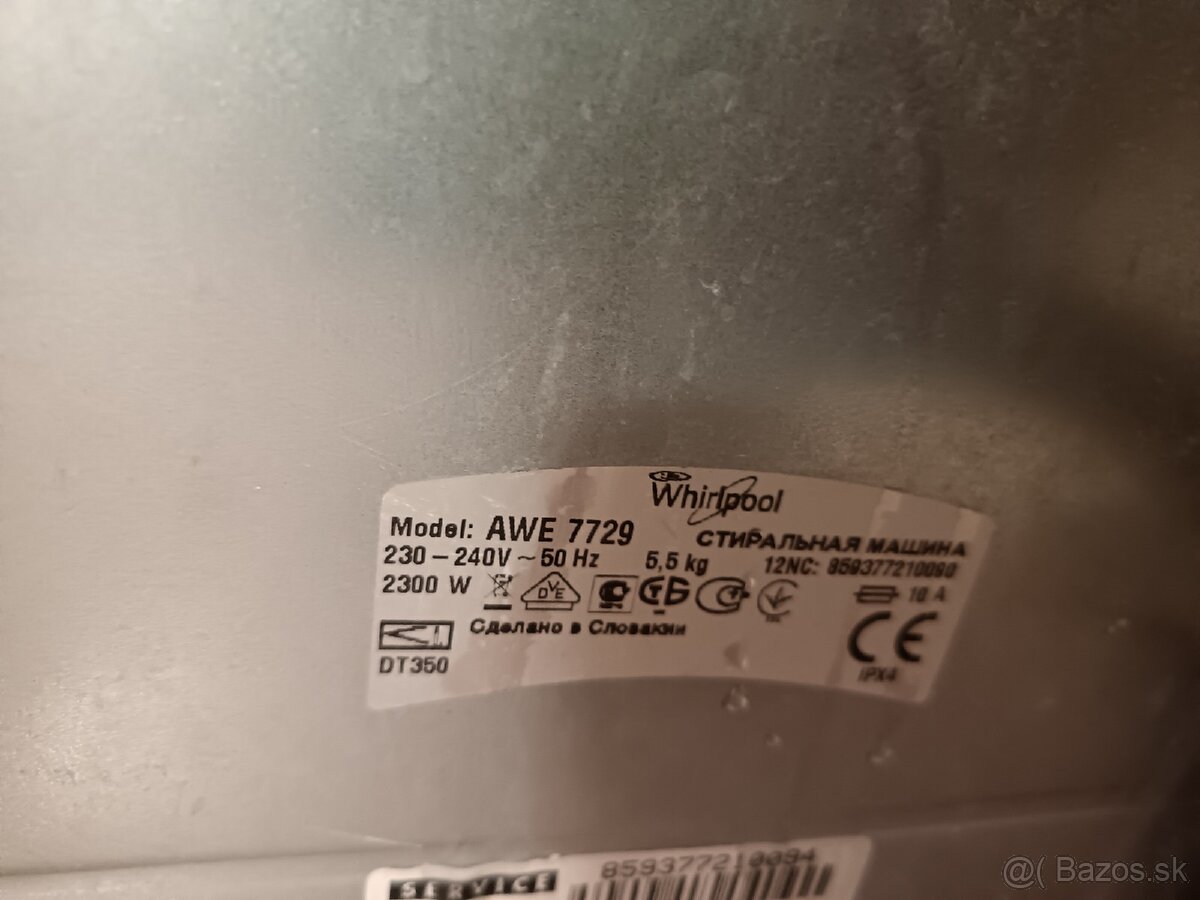 Whirlpool
Model: AWE 7729
СТИРАЛЬНАЯ МАШИНА
230 – 240V ~ 50 Hz 5,5 kg 12NC: 859377210090
2300 W DVE 10 A
Сделано в Словакии
CE
DT350 IPX4
SERVICE 859377210094
@( Bazos.sk